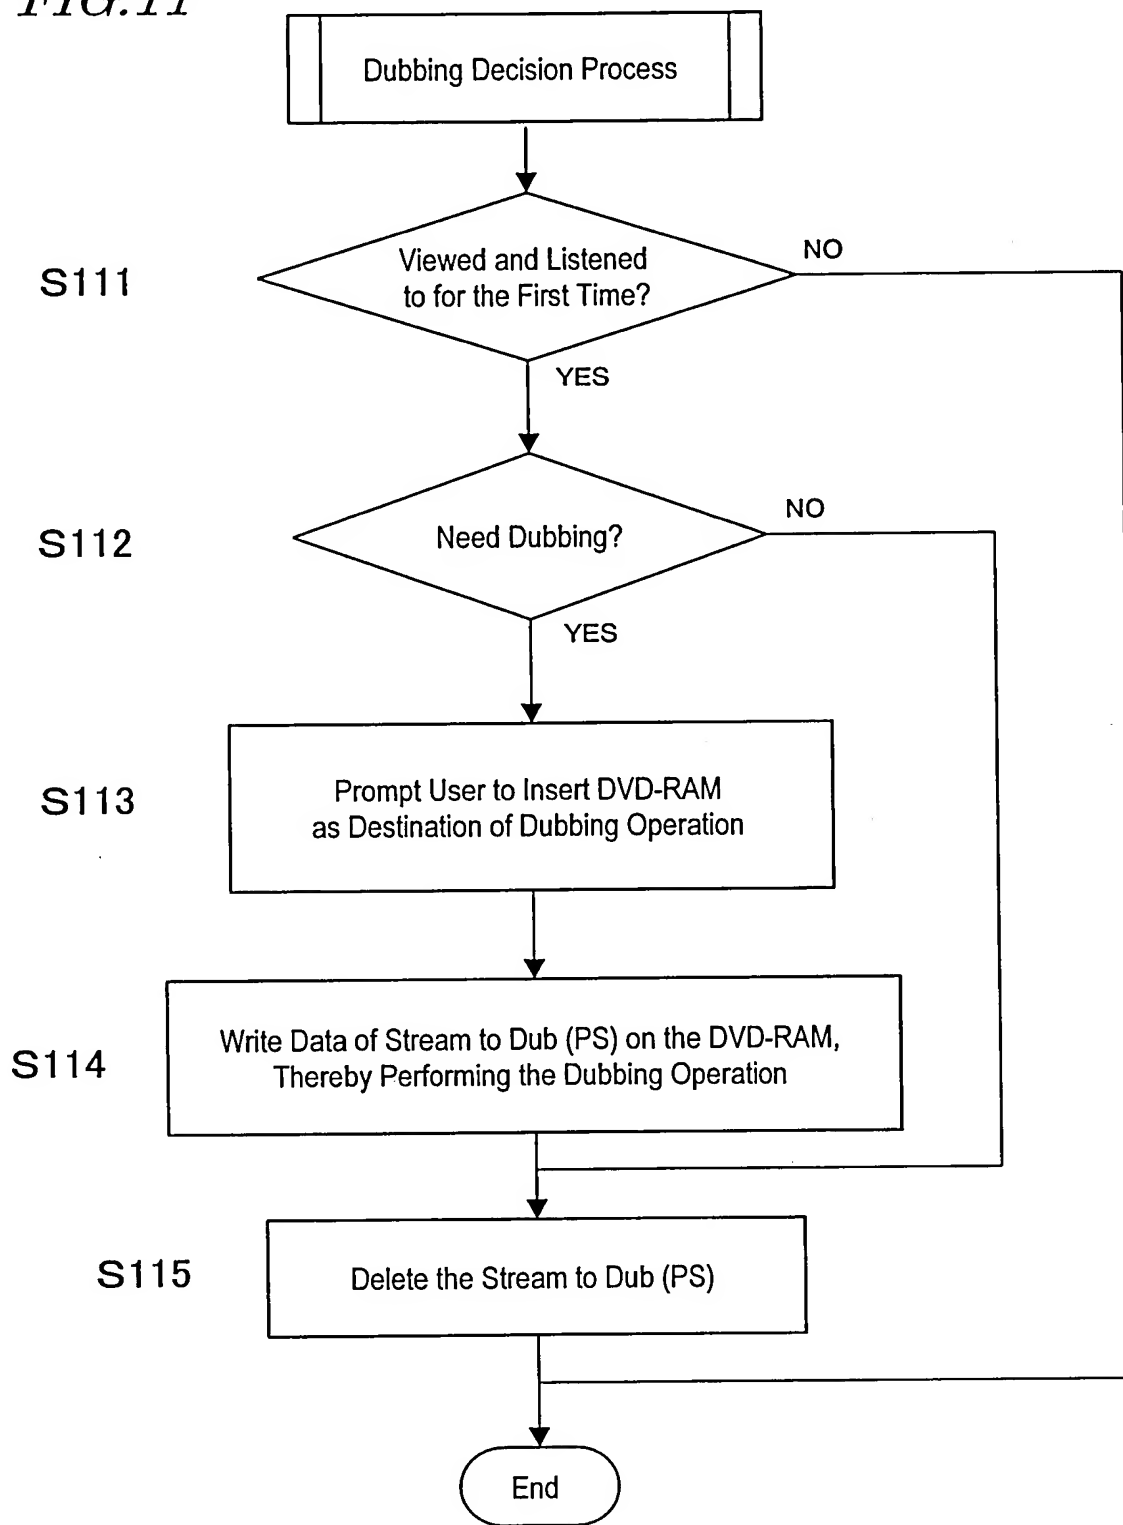 FIG.11
Dubbing Decision Process
S111
Viewed and Listened
to for the First Time?
NO
YES
S112
Need Dubbing?
NO
YES
S113
Prompt User to Insert DVD-RAM
as Destination of Dubbing Operation
S114
Write Data of Stream to Dub (PS) on the DVD-RAM,
Thereby Performing the Dubbing Operation
S115
Delete the Stream to Dub (PS)
End